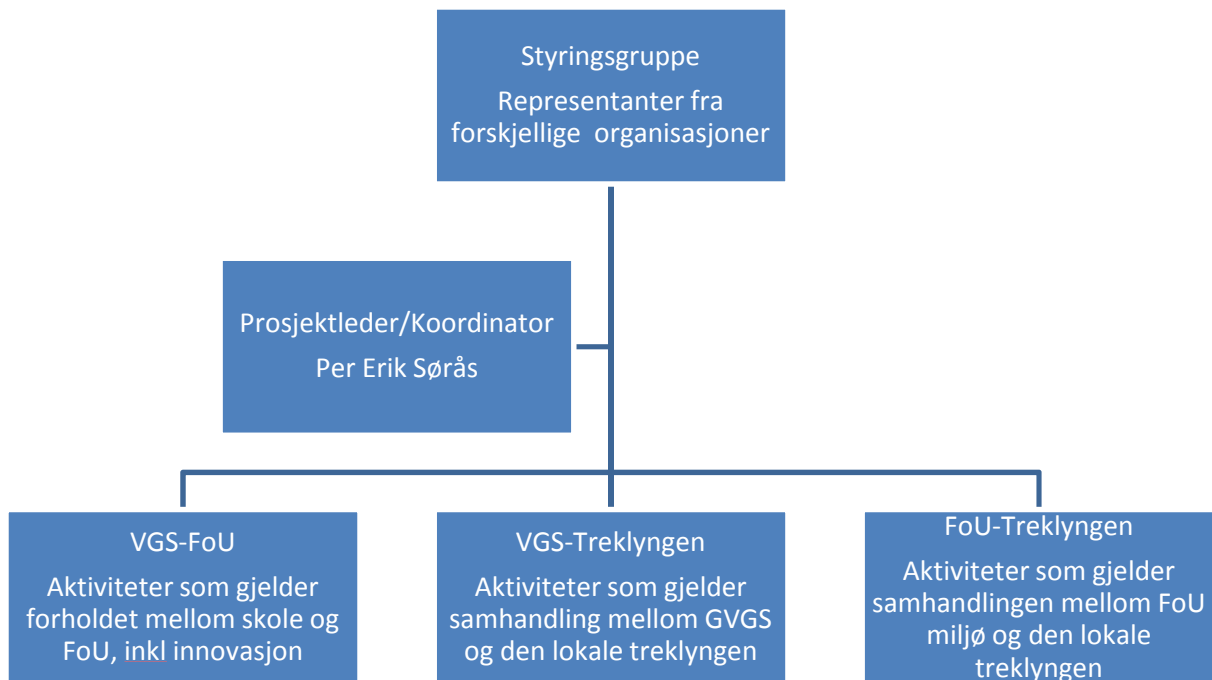 Styringsgruppe
Representanter fra
forskjellige organisasjoner
Prosjektleder/Koordinator
Per Erik Sørås
VGS-FoU
Aktiviteter som gjelder
forholdet mellom skole og
FoU, inkl innovasjon
VGS-Treklyngen
Aktiviteter som gjelder
samhandling mellom GVGS
og den lokale treklyngen
FoU-Treklyngen
Aktiviteter som gjelder
samhandlingen mellom FoU
miljø og den lokale
treklyngen